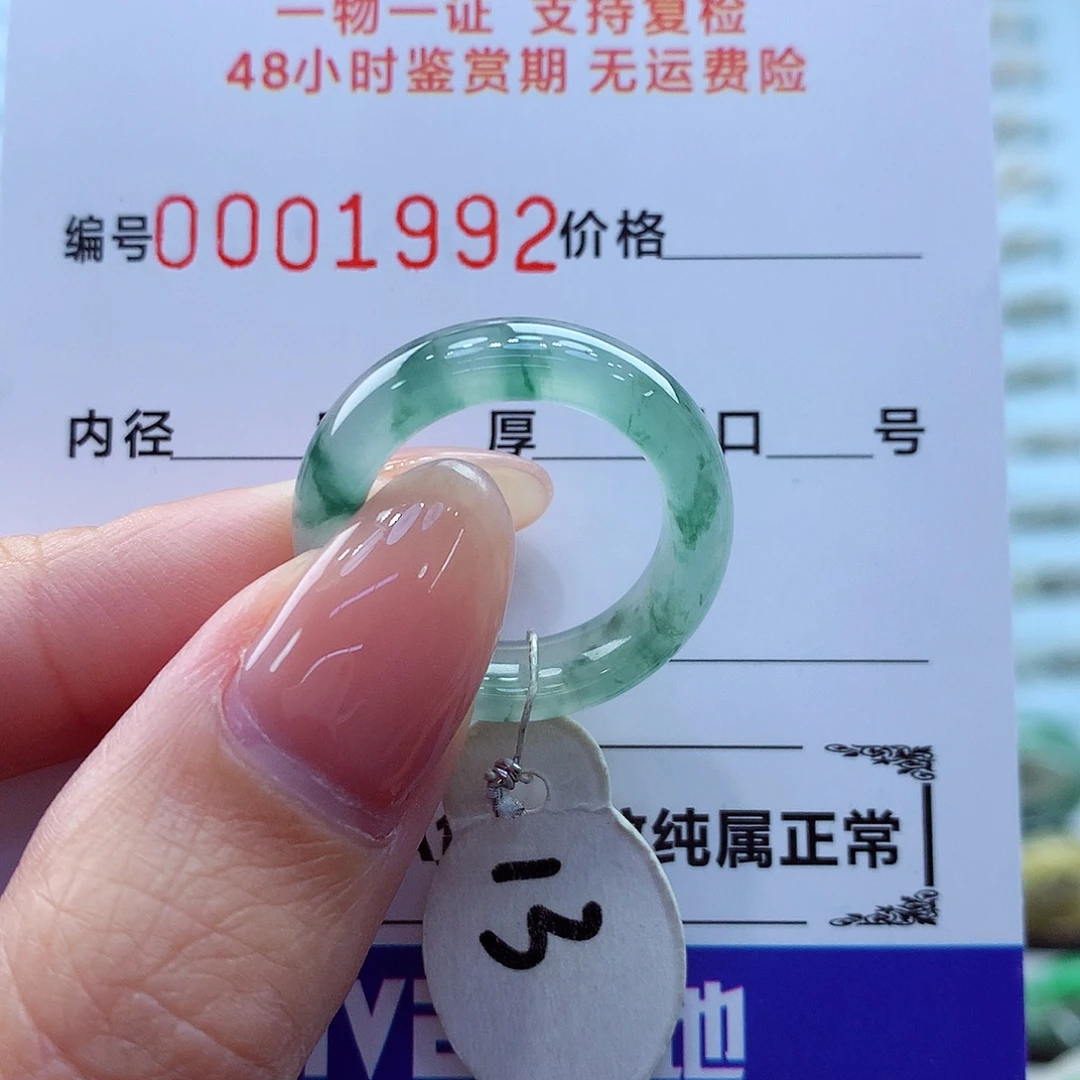 一物一证 支持复检
48小时鉴赏期 无运费险
编号0001992价格
内径 厚 口 号
纯属正常
13
地